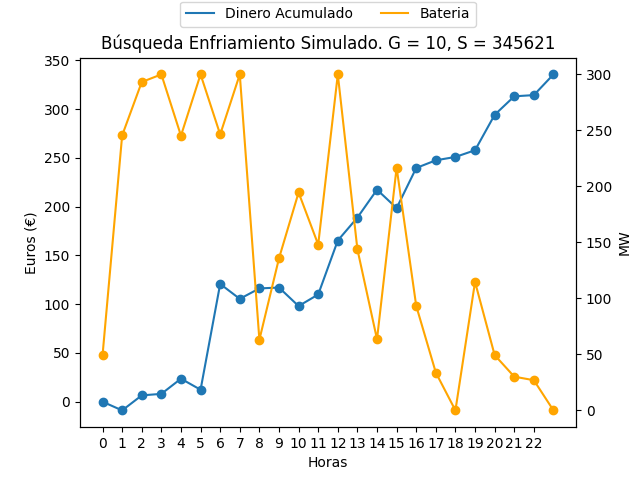 Dinero Acumulado Bateria
Búsqueda Enfriamiento Simulado. G = 10, S = 345621
350
300
250
200
150
100
50
0
Euros (€)
300
250
200
150
100
50
0
MW
0 1 2 3 4 5 6 7 8 9 10 11 12 13 14 15 16 17 18 19 20 21 22
Horas